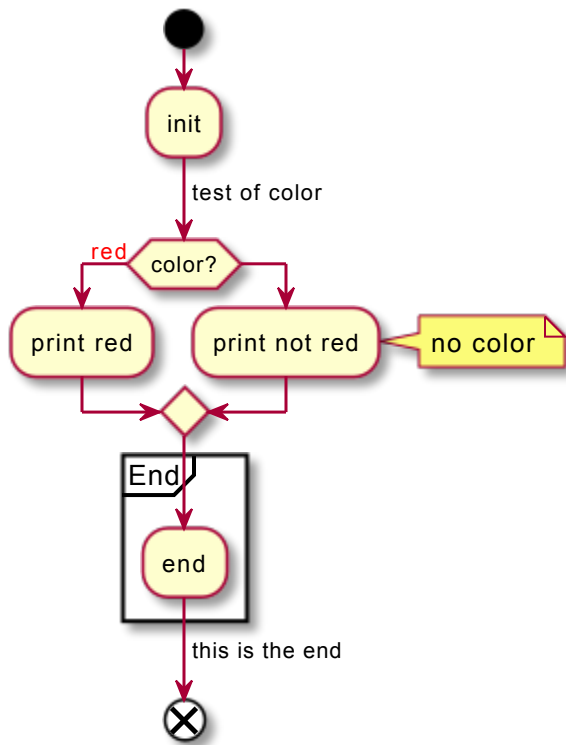 init
test of color
red
color?
print red
print not red
no color
End
end
this is the end